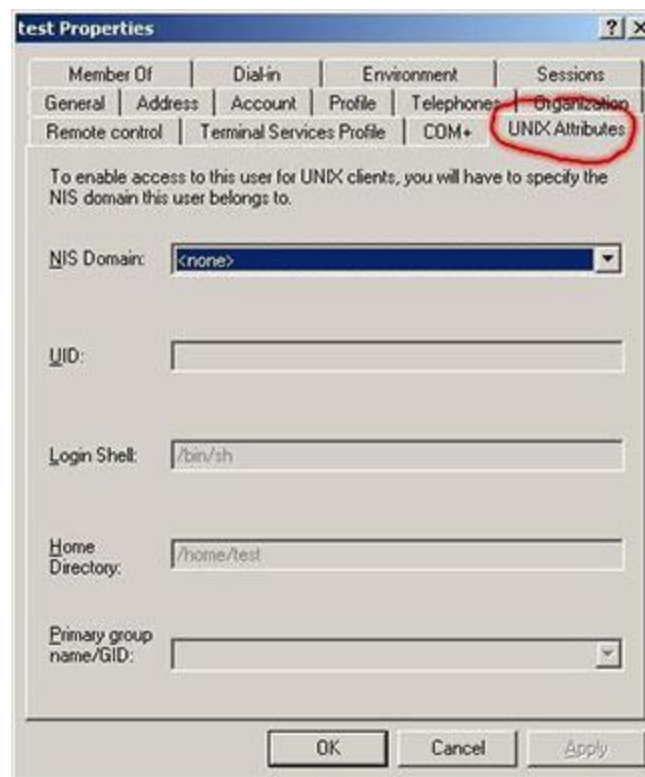 test Properties
Member Of Dial-in Environment Sessions
General Address Account Profile Telephones Organization
Remote control Terminal Services Profile COM+ UNIX Attributes
To enable access to this user for UNIX clients, you will have to specify the
NIS domain this user belongs to.
NIS Domain: <none>
UID:
Login Shell: /bin/sh
Home
Directory: /home/test
Primary group
name/GID:
OK Cancel Apply